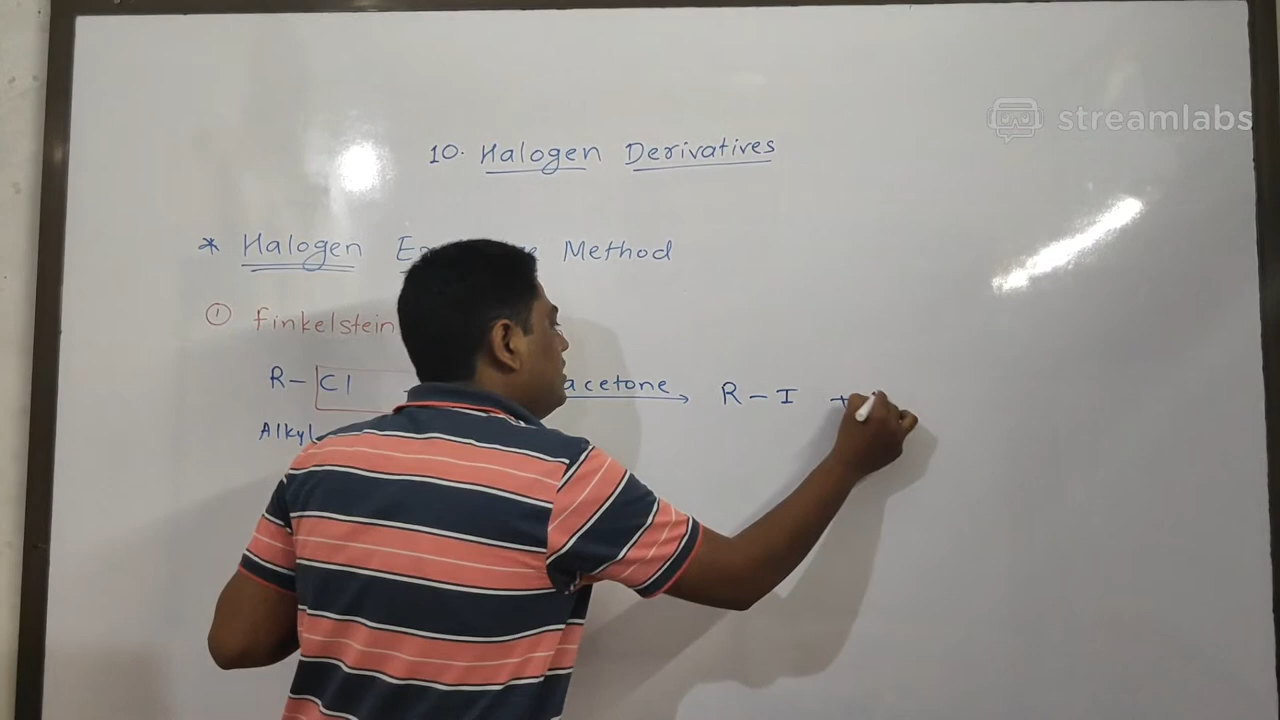 streamlabs
10. Halogen Derivatives
* Halogen Method
① finkelstein
R – Cl acetone R – I +
Alkyl